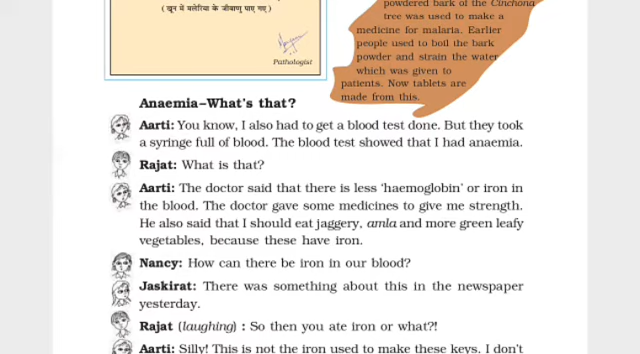 ( खून में मलेरिया के जीवाणु पाए गए )
Pathologist
powdered bark of the Cinchona
tree was used to make a
medicine for malaria. Earlier
people used to boil the bark
powder and strain the water
which was given to
patients. Now tablets are
made from this.
Anaemia–What's that?
Aarti: You know, I also had to get a blood test done. But they took
a syringe full of blood. The blood test showed that I had anaemia.
Rajat: What is that?
Aarti: The doctor said that there is less ‘haemoglobin’ or iron in
the blood. The doctor gave some medicines to give me strength.
He also said that I should eat jaggery, amla and more green leafy
vegetables, because these have iron.
Nancy: How can there be iron in our blood?
Jaskirat: There was something about this in the newspaper
yesterday.
Rajat (laughing) : So then you ate iron or what?!
Aarti: Silly! This is not the iron used to make these keys. I don’t